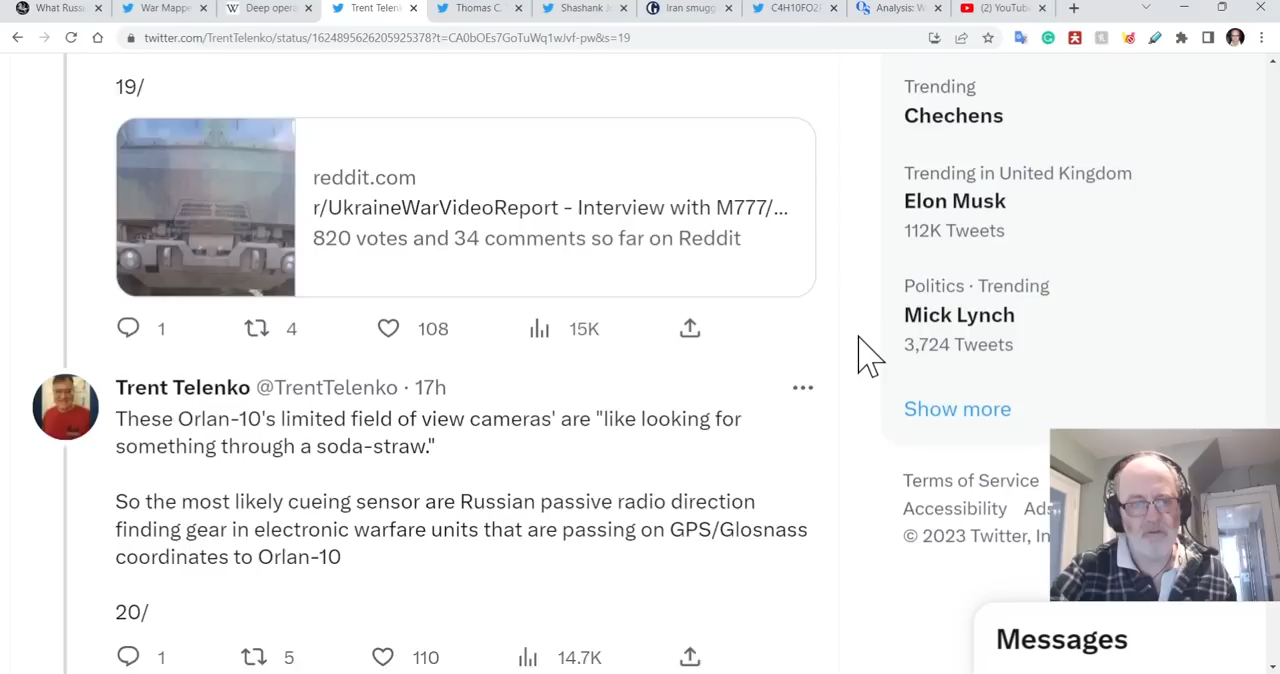 What Russi
War Mappe
Deep opera
Trent Telenk
Thomas C.
Shashank J
Iran smugg
C4H10FO2P
Analysis: W
(2) YouTube
twitter.com/TrentTelenko/status/1624895626205925378?t=CA0bOEs7GoTuWq1wJvf-pw&s=19
19/
reddit.com
r/UkraineWarVideoReport - Interview with M777/...
820 votes and 34 comments so far on Reddit
1
4
108
15K
Trent Telenko @TrentTelenko · 17h
These Orlan-10's limited field of view cameras' are "like looking for
something through a soda-straw."
So the most likely cueing sensor are Russian passive radio direction
finding gear in electronic warfare units that are passing on GPS/Glosnass
coordinates to Orlan-10
20/
1
5
110
14.7K
Trending
Chechens
Trending in United Kingdom
Elon Musk
112K Tweets
Politics · Trending
Mick Lynch
3,724 Tweets
Show more
Terms of Service
Accessibility Ads
© 2023 Twitter, In
Messages